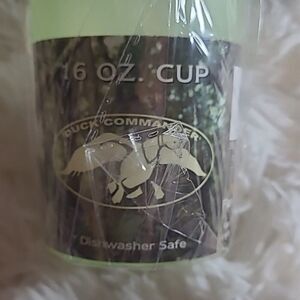 16 OZ. CUP
DUCK COMMANDER
Dishwasher Safe